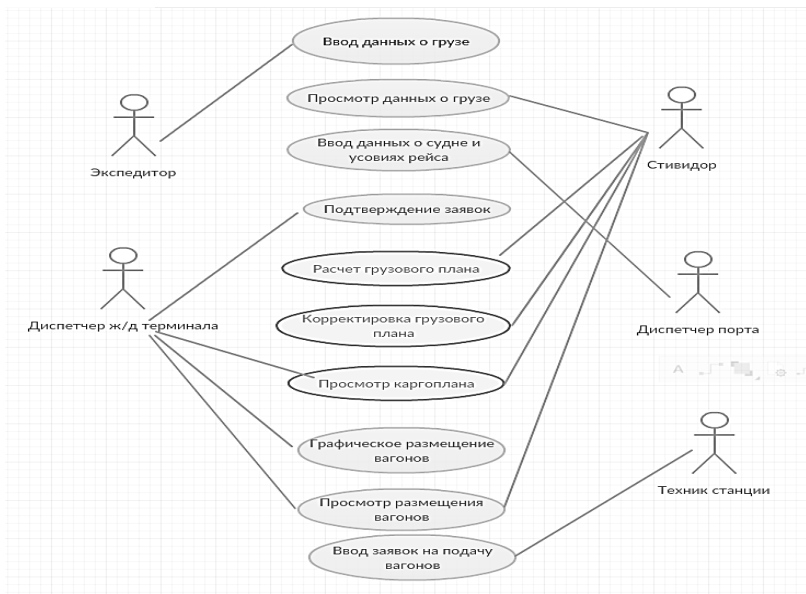 Ввод данных о грузе
Просмотр данных о грузе
Ввод данных о судне и
усовиях рейса
Экспедитор
Стивидор
Подтверждение заявок
Расчет грузового плана
Диспетчер ж/д терминала
Корректировка грузового
плана
Диспетчер порта
Просмотр каргоплана
A
Графическое размещение
вагонов
Техник станции
Просмотр размещения
вагонов
Ввод заявок на подачу
вагонов